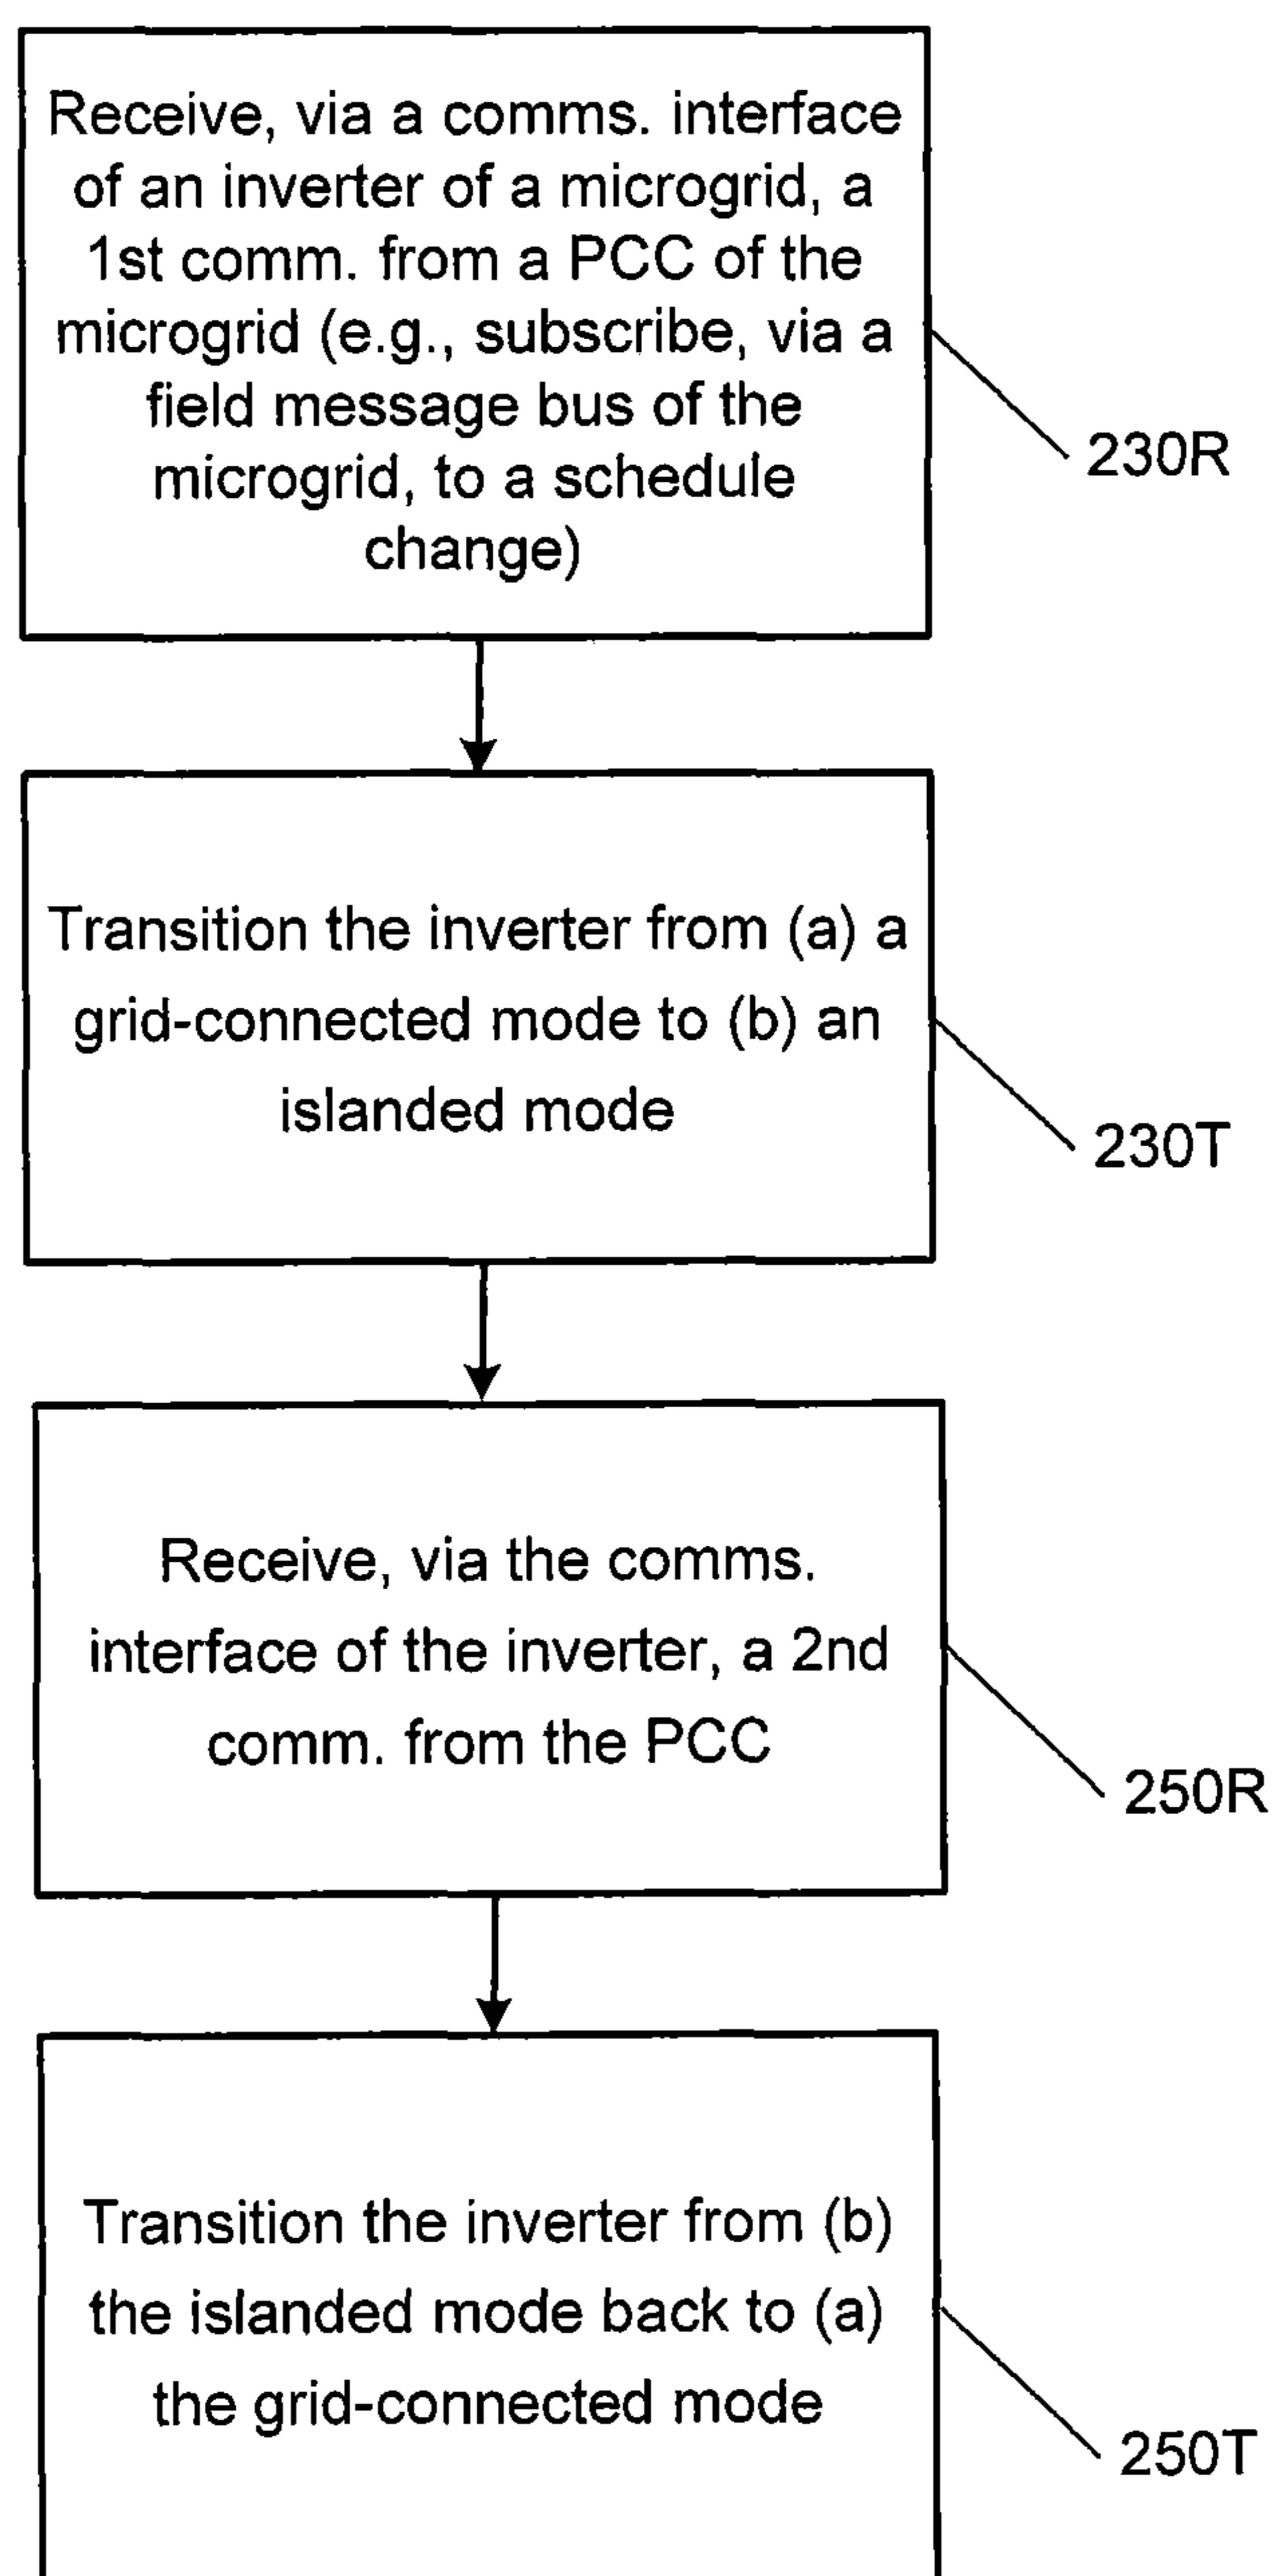 Receive, via a comms. interface
of an inverter of a microgrid, a
1st comm. from a PCC of the
microgrid (e.g., subscribe, via a
field message bus of the
microgrid, to a schedule
change)
230R
Transition the inverter from (a) a
grid-connected mode to (b) an
islanded mode
230T
Receive, via the comms.
interface of the inverter, a 2nd
comm. from the PCC
250R
Transition the inverter from (b)
the islanded mode back to (a)
the grid-connected mode
250T